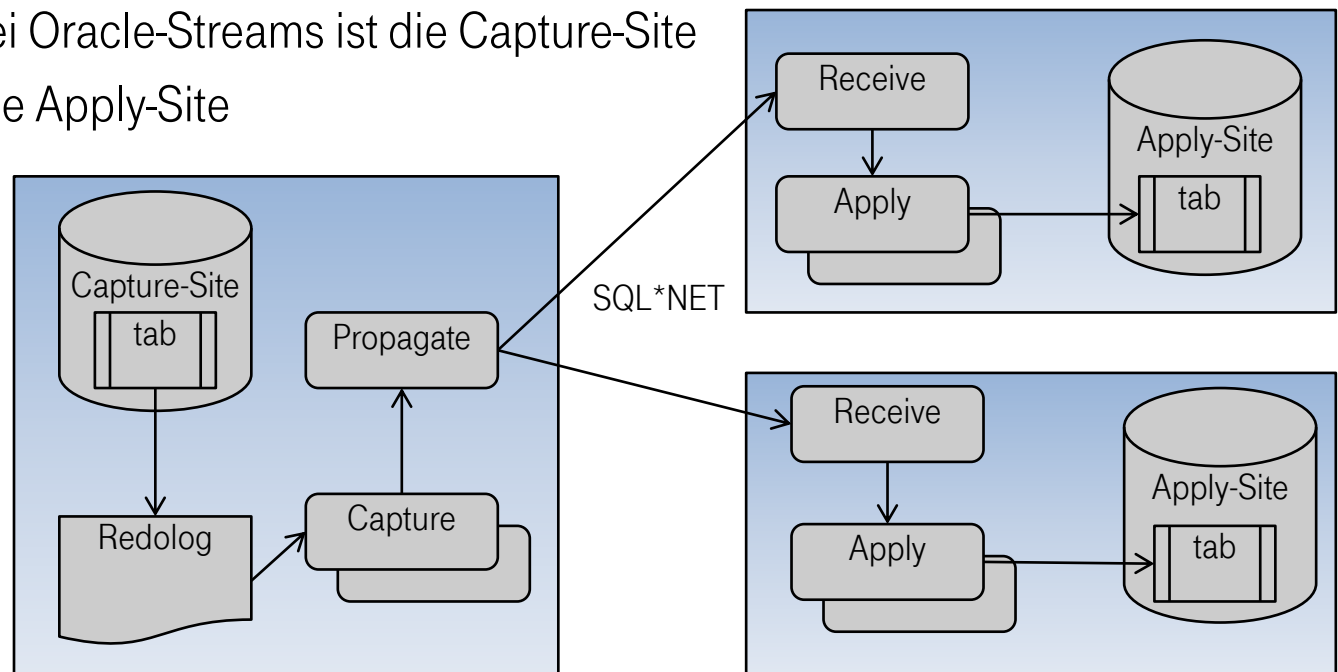 ei Oracle-Streams ist die Capture-Site
e Apply-Site
Capture-Site
tab
Redolog
Capture
Propagate
SQL*NET
Receive
Apply
Apply-Site
tab
Receive
Apply
Apply-Site
tab